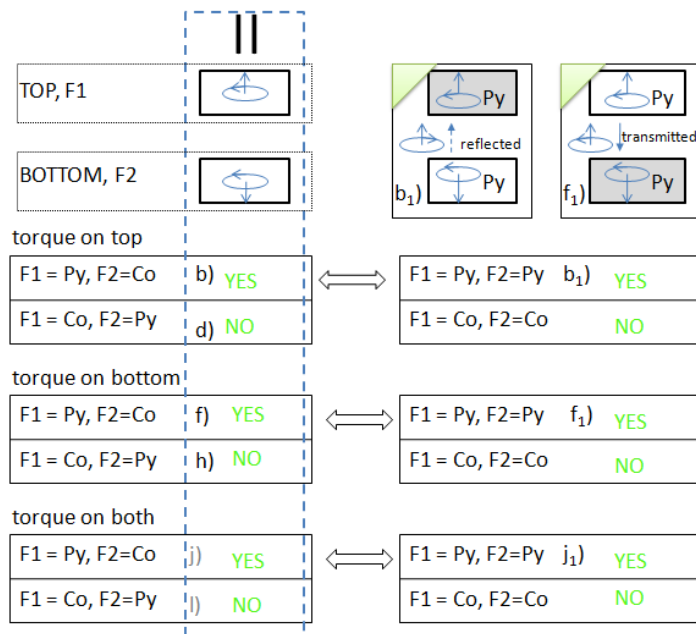 TOP, F1
BOTTOM, F2
Py
reflected
Py
b1)
Py
transmitted
Py
f1)
torque on top
F1 = Py, F2=Co b) YES
F1 = Co, F2=Py d) NO
F1 = Py, F2=Py b1) YES
F1 = Co, F2=Co NO
torque on bottom
F1 = Py, F2=Co f) YES
F1 = Co, F2=Py h) NO
F1 = Py, F2=Py f1) YES
F1 = Co, F2=Co NO
torque on both
F1 = Py, F2=Co j) YES
F1 = Co, F2=Py l) NO
F1 = Py, F2=Py j1) YES
F1 = Co, F2=Co NO